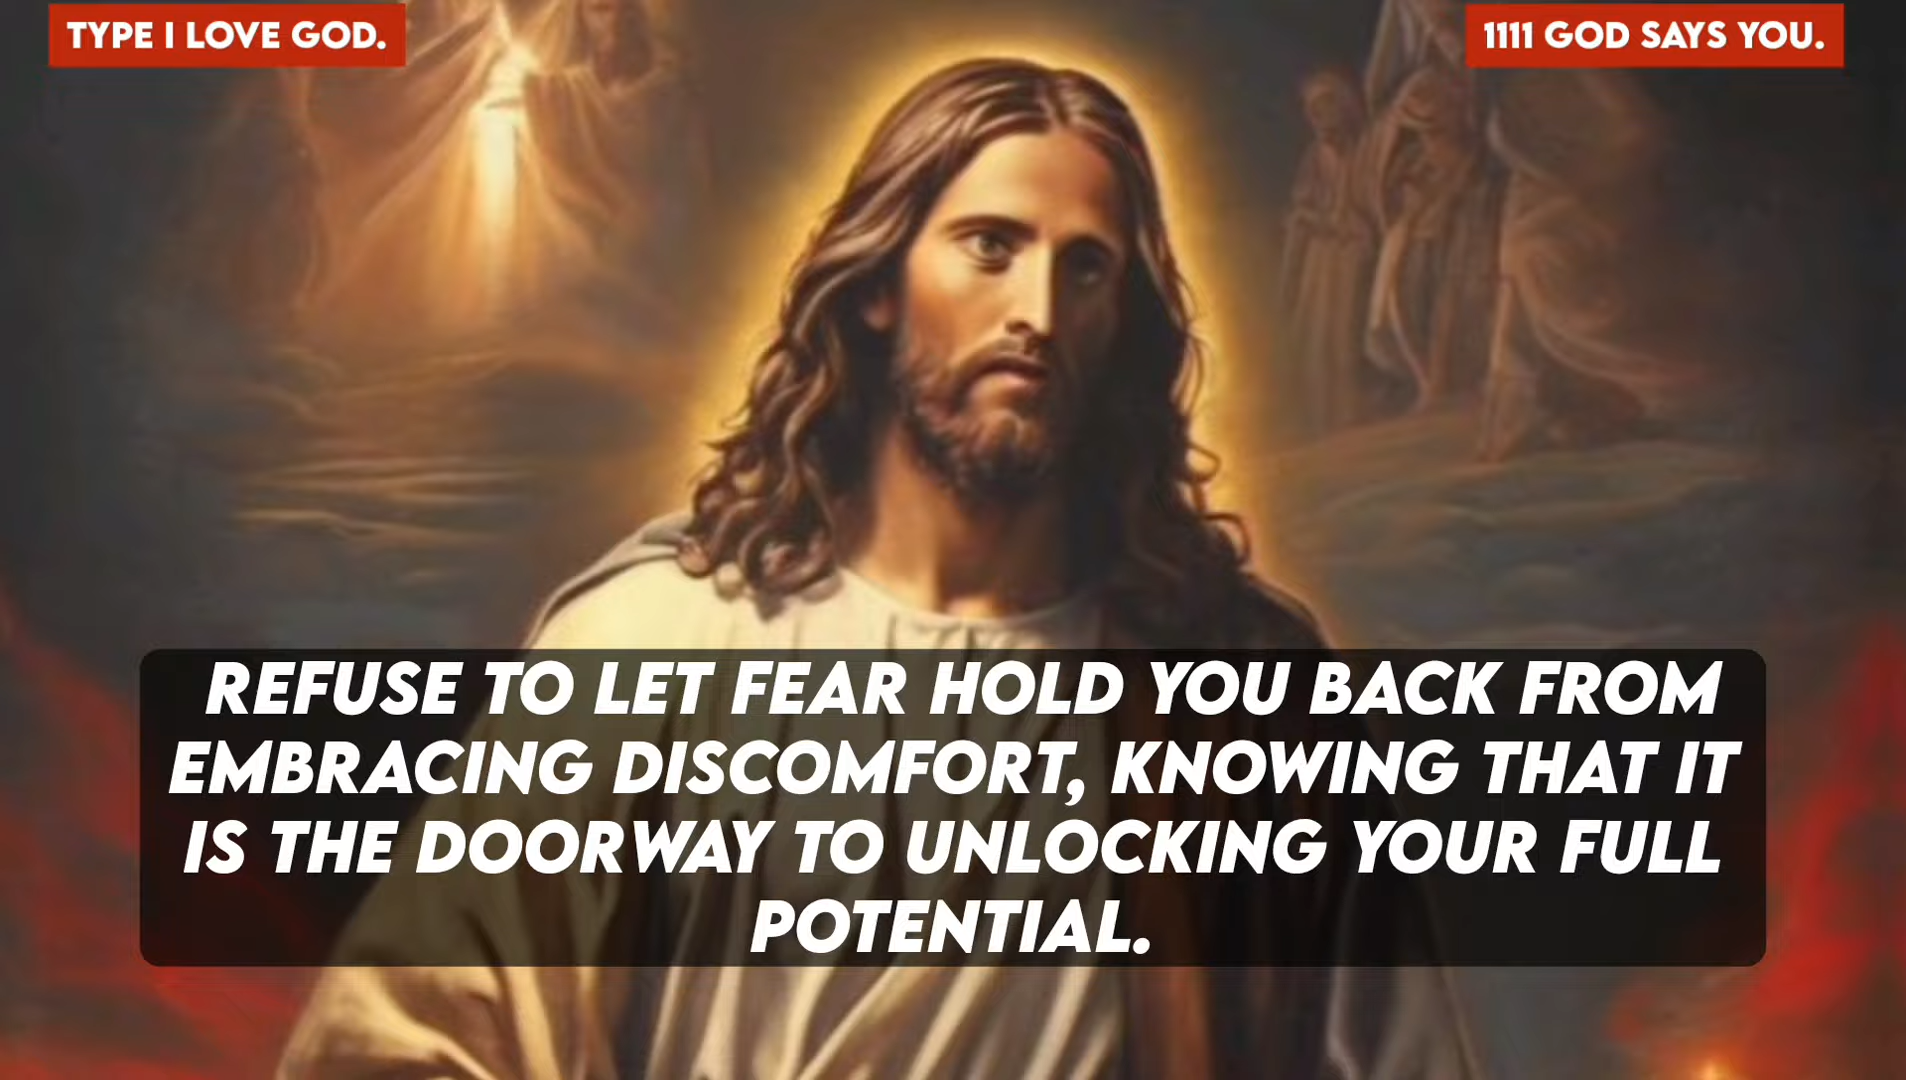 TYPE I LOVE GOD.
1111 GOD SAYS YOU.
REFUSE TO LET FEAR HOLD YOU BACK FROM
EMBRACING DISCOMFORT, KNOWING THAT IT
IS THE DOORWAY TO UNLOCKING YOUR FULL
POTENTIAL.